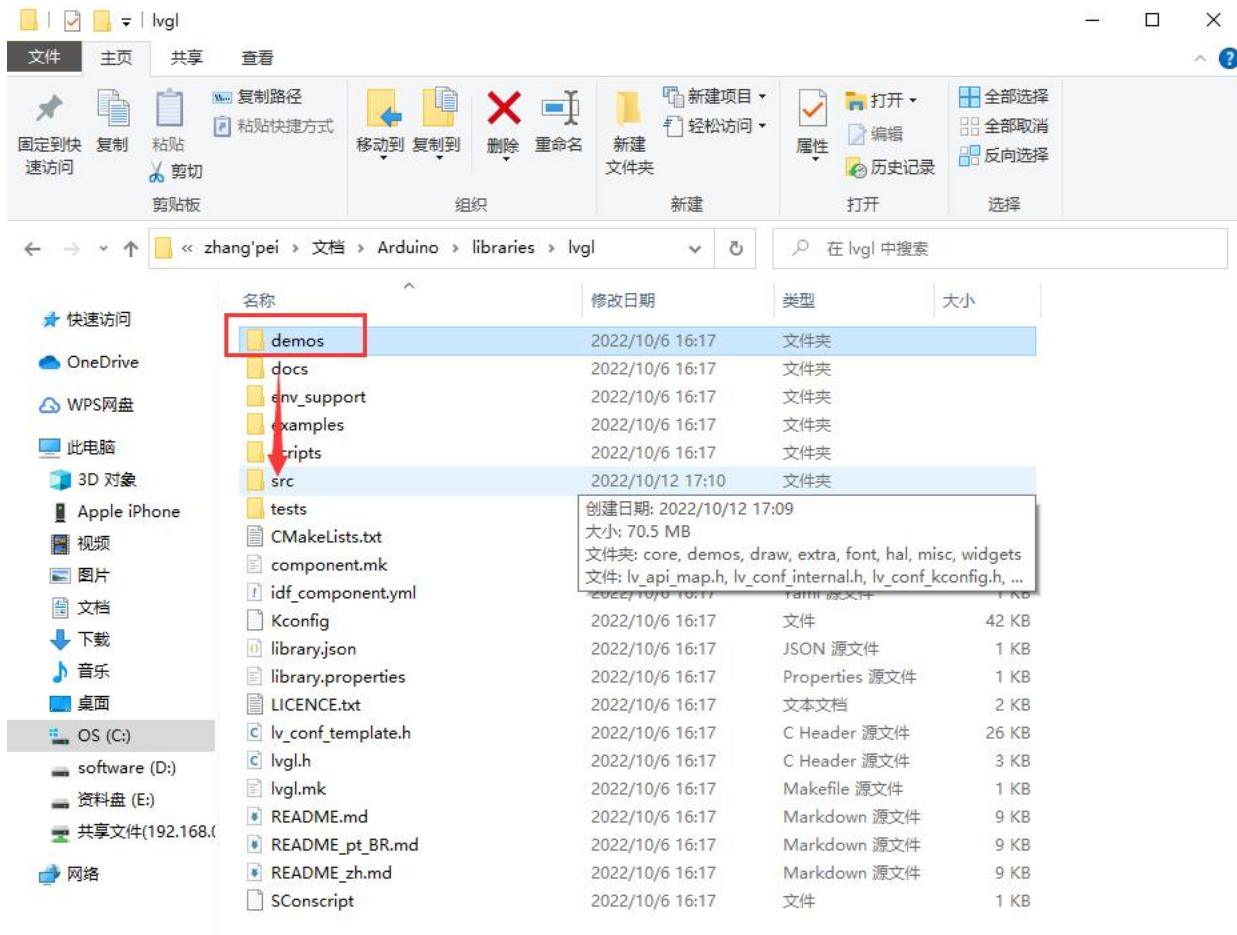 lvgl
文件 主页 共享 查看
固定到快速访问
复制
粘贴
复制路径
粘贴快捷方式
剪切
剪贴板
移动到 复制到 删除 重命名
组织
新建文件夹
新建项目
轻松访问
新建
属性
打开
编辑
历史记录
打开
全部选择
全部取消
反向选择
选择
« zhang'pei › 文档 › Arduino › libraries › lvgl
在 lvgl 中搜索
快速访问
OneDrive
WPS网盘
此电脑
3D 对象
Apple iPhone
视频
图片
文档
下载
音乐
桌面
OS (C:)
software (D:)
资料盘 (E:)
共享文件(192.168.(
网络
名称 修改日期 类型 大小
demos 2022/10/6 16:17 文件夹
docs 2022/10/6 16:17 文件夹
env_support 2022/10/6 16:17 文件夹
examples 2022/10/6 16:17 文件夹
scripts 2022/10/6 16:17 文件夹
src 2022/10/12 17:10 文件夹
tests
创建日期: 2022/10/12 17:09
大小: 70.5 MB
文件夹: core, demos, draw, extra, font, hal, misc, widgets
文件: lv_api_map.h, lv_conf_internal.h, lv_conf_kconfig.h, ...
CMakeLists.txt
component.mk
idf_component.yml 2022/10/6 16:17 Yaml 源文件 1 KB
Kconfig 2022/10/6 16:17 文件 42 KB
library.json 2022/10/6 16:17 JSON 源文件 1 KB
library.properties 2022/10/6 16:17 Properties 源文件 1 KB
LICENCE.txt 2022/10/6 16:17 文本文档 2 KB
lv_conf_template.h 2022/10/6 16:17 C Header 源文件 26 KB
lvgl.h 2022/10/6 16:17 C Header 源文件 3 KB
lvgl.mk 2022/10/6 16:17 Makefile 源文件 1 KB
README.md 2022/10/6 16:17 Markdown 源文件 9 KB
README_pt_BR.md 2022/10/6 16:17 Markdown 源文件 9 KB
README_zh.md 2022/10/6 16:17 Markdown 源文件 9 KB
SConscript 2022/10/6 16:17 文件 1 KB